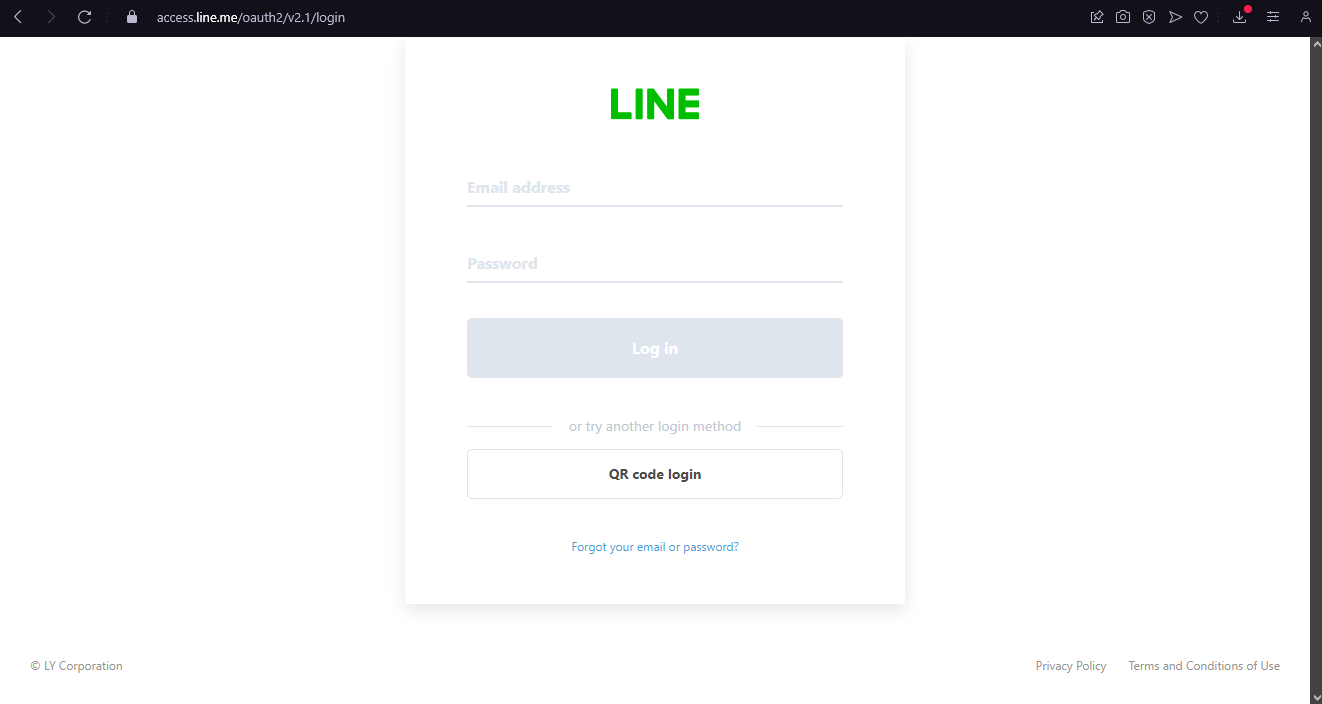 access.line.me/oauth2/v2.1/login
LINE
Email address
Password
Log in
or try another login method
QR code login
Forgot your email or password?
© LY Corporation
Privacy Policy
Terms and Conditions of Use